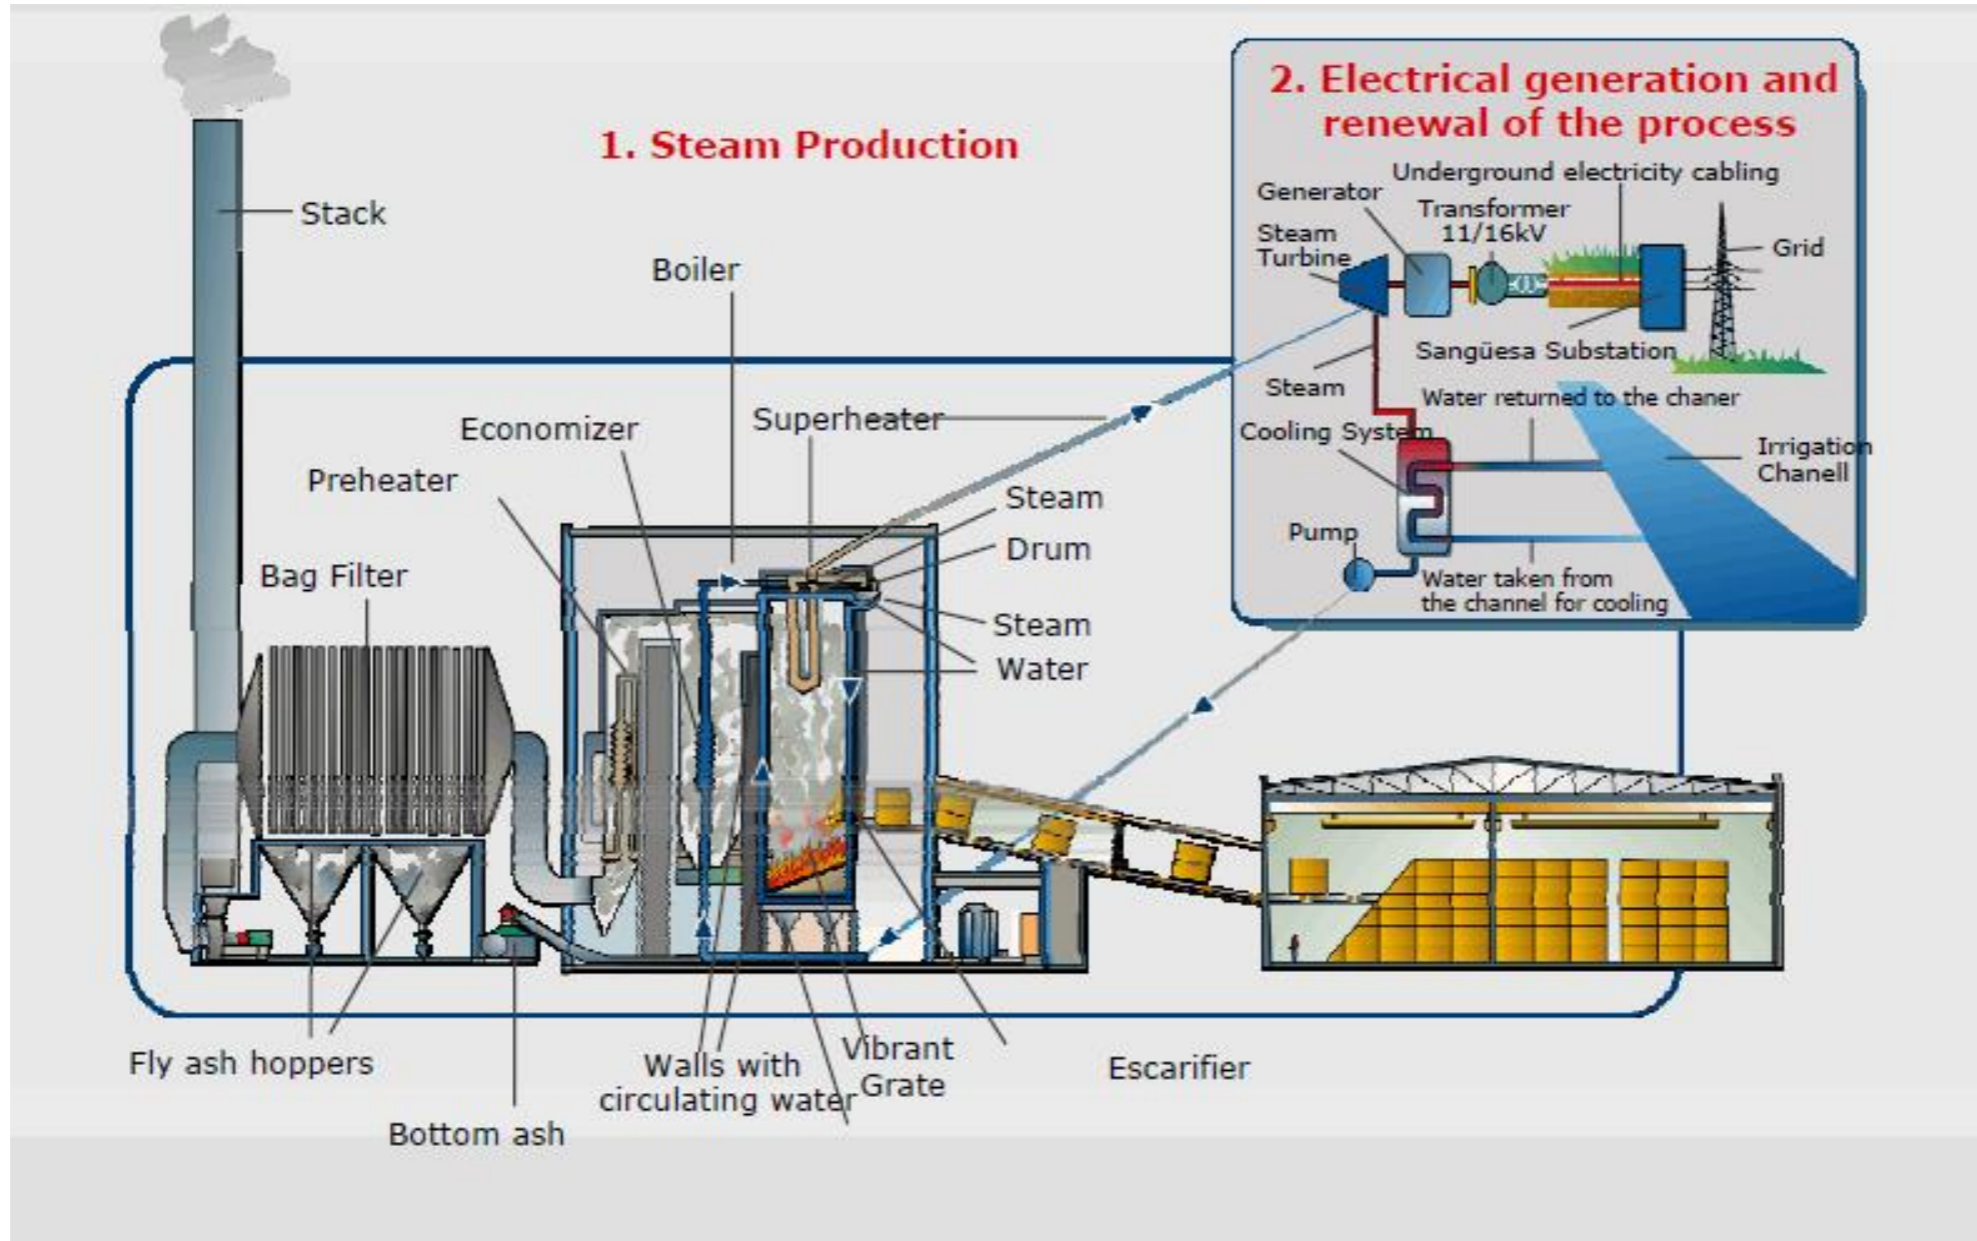 2. Electrical generation and
renewal of the process
1. Steam Production
Underground electricity cabling
Generator
Transformer
11/16kV
Stack
Steam
Turbine
Grid
Boiler
Sangüesa Substation
Steam
Water returned to the chaner
Superheater
Economizer
Cooling System
Irrigation
Chanell
Preheater
Steam
Pump
Drum
Bag Filter
Water taken from
the channel for cooling
Steam
Water
Fly ash hoppers
Walls with
circulating water
Vibrant
Grate
Escarifier
Bottom ash